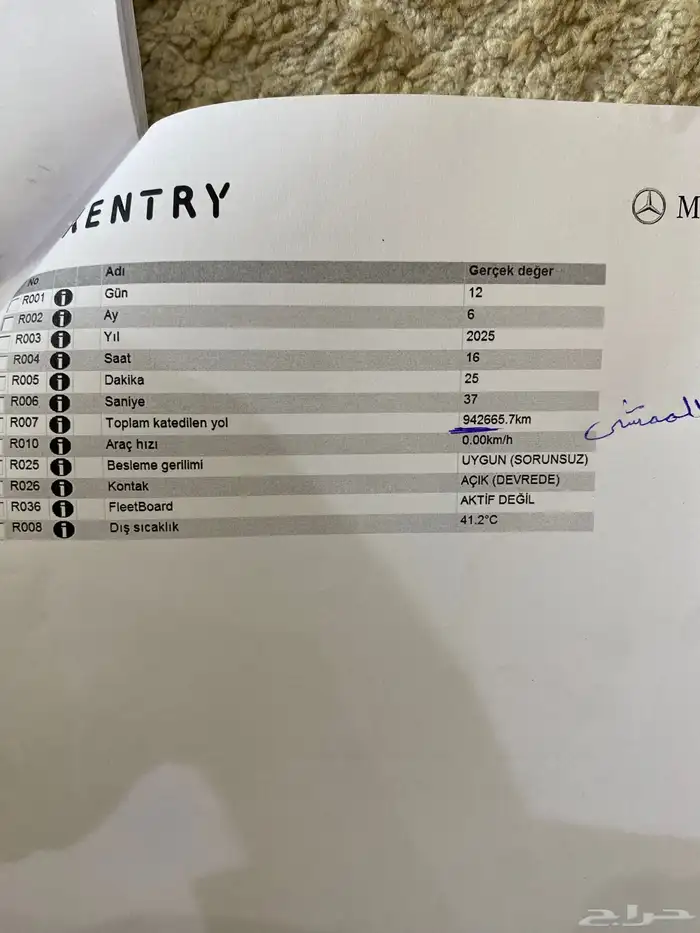 XENTRY
M
No Adı Gerçek değer
R001 Gün 12
R002 Ay 6
R003 Yıl 2025
R004 Saat 16
R005 Dakika 25
R006 Saniye 37
R007 Toplam katedilen yol 942665.7km الممشى
R010 Araç hızı 0.00km/h
R025 Besleme gerilimi UYGUN (SORUNSUZ)
R026 Kontak AÇIK (DEVREDE)
R036 FleetBoard AKTİF DEĞİL
R008 Dış sıcaklık 41.2°C
حراج